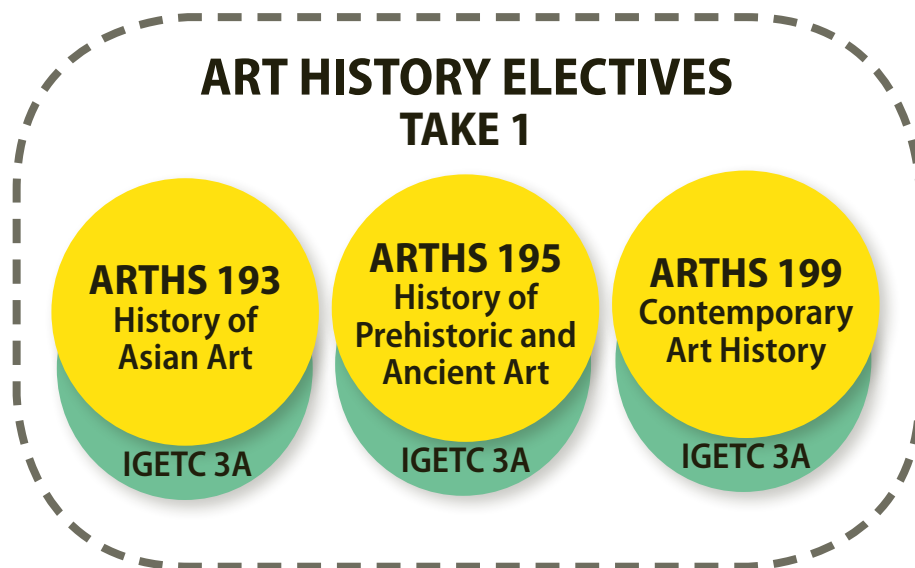 ART HISTORY ELECTIVES
TAKE 1
ARTHS 193
History of
Asian Art
IGETC 3A
ARTHS 195
History of
Prehistoric and
Ancient Art
IGETC 3A
ARTHS 199
Contemporary
Art History
IGETC 3A